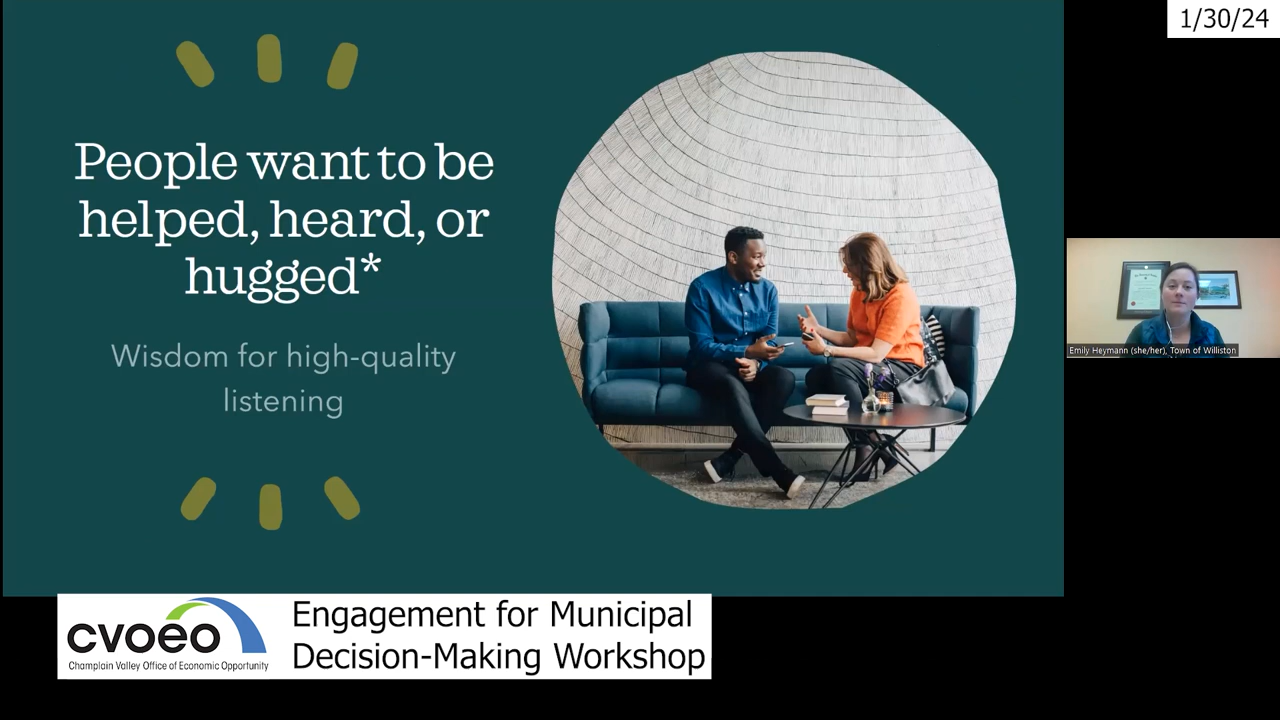 1/30/24
People want to be
helped, heard, or
hugged*
Wisdom for high-quality
listening
Emily Heymann (she/her), Town of Williston
cvoeo
Champlain Valley Office of Economic Opportunity
Engagement for Municipal
Decision-Making Workshop